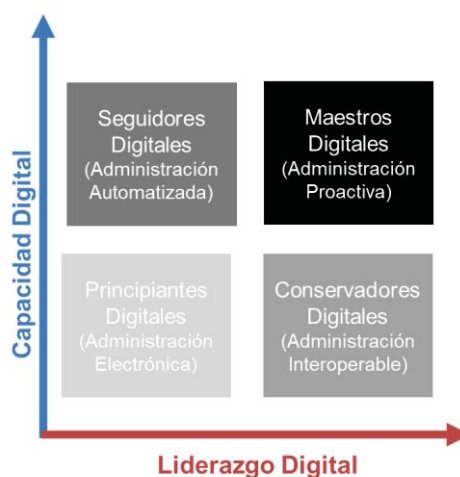 Capacidad Digital
Seguidores
Digitales
(Administración
Automatizada)
Maestros
Digitales
(Administración
Proactiva)
Principiantes
Digitales
(Administración
Electrónica)
Conservadores
Digitales
(Administración
Interoperable)
Liderazgo Digital